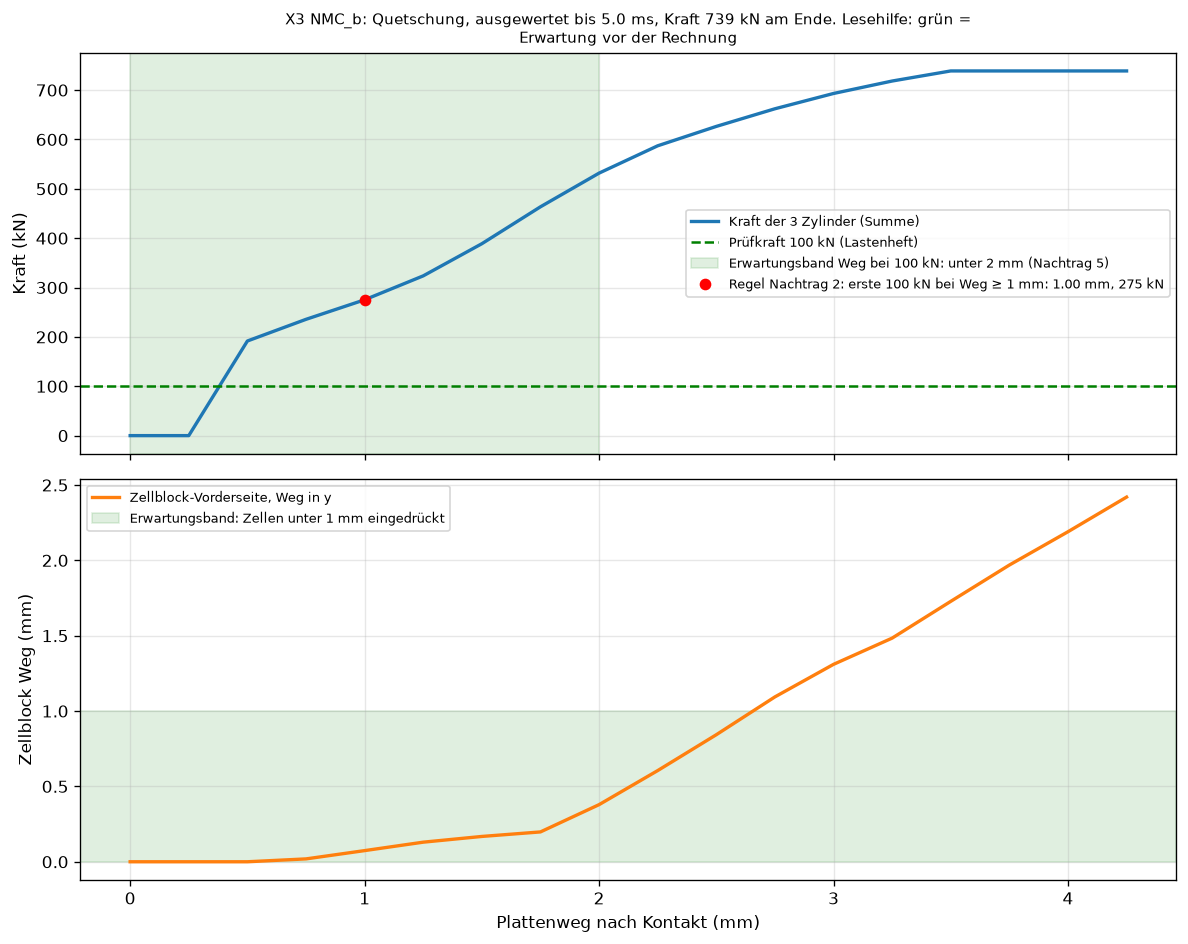 X3 NMC_b: Quetschung, ausgewertet bis 5.0 ms, Kraft 739 kN am Ende. Lesehilfe: grün =
Erwartung vor der Rechnung
Kraft (kN)
700
600
500
400
300
200
100
0
Kraft der 3 Zylinder (Summe)
Prüfkraft 100 kN (Lastenheft)
Erwartungsband Weg bei 100 kN: unter 2 mm (Nachtrag 5)
Regel Nachtrag 2: erste 100 kN bei Weg ≥ 1 mm: 1.00 mm, 275 kN
Zellblock Weg (mm)
2.5
2.0
1.5
1.0
0.5
0.0
Zellblock-Vorderseite, Weg in y
Erwartungsband: Zellen unter 1 mm eingedrückt
0 1 2 3 4
Plattenweg nach Kontakt (mm)